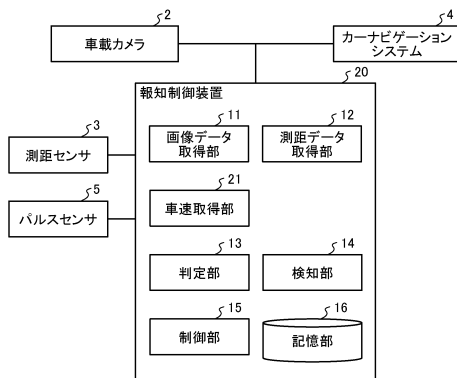 2
車載カメラ
4
カーナビゲーション
システム
20
報知制御装置
3
測距センサ
5
パルスセンサ
11
画像データ
取得部
12
測距データ
取得部
21
車速取得部
13
判定部
14
検知部
15
制御部
16
記憶部